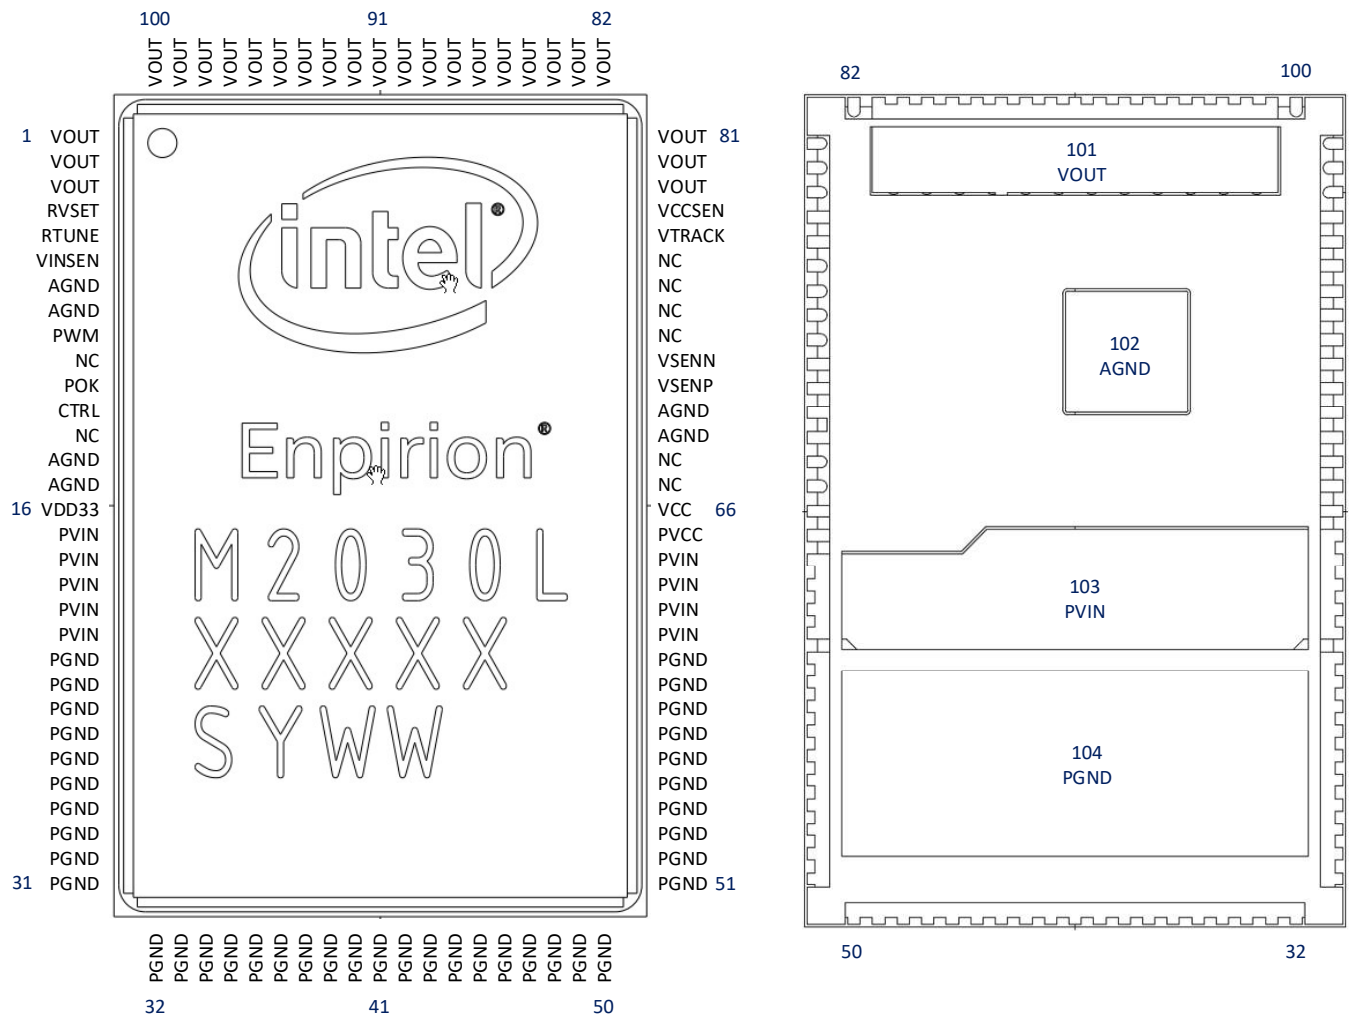 100 91 82
VOUT VOUT VOUT VOUT VOUT VOUT VOUT VOUT VOUT VOUT VOUT VOUT VOUT VOUT VOUT VOUT VOUT VOUT VOUT
1 VOUT
VOUT
VOUT
RVSET
RTUNE
VINSEN
AGND
AGND
PWM
NC
POK
CTRL
NC
AGND
AGND
16 VDD33
PVIN
PVIN
PVIN
PVIN
PVIN
PGND
PGND
PGND
PGND
PGND
PGND
PGND
PGND
PGND
31 PGND
intel®
Enpirion®
M2030L
XXXXX
SYWW
VOUT 81
VOUT
VOUT
VCCSEN
VTRACK
NC
NC
NC
NC
VSENN
VSENP
AGND
AGND
NC
NC
VCC 66
PVCC
PVIN
PVIN
PVIN
PVIN
PGND
PGND
PGND
PGND
PGND
PGND
PGND
PGND
PGND
PGND 51
PGND PGND PGND PGND PGND PGND PGND PGND PGND PGND PGND PGND PGND PGND PGND PGND PGND PGND PGND
32 41 50
82 100
101
VOUT
102
AGND
103
PVIN
104
PGND
50 32